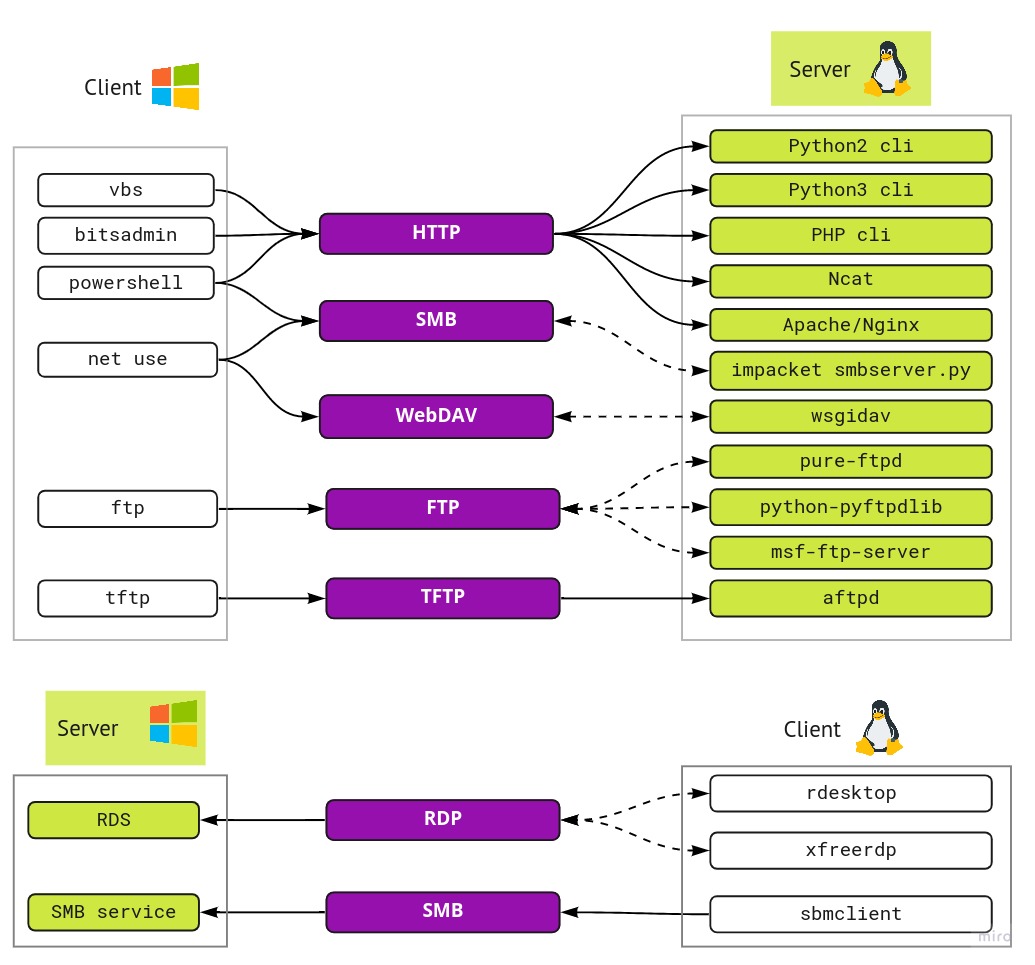 Client
Server
vbs
bitsadmin
powershell
net use
ftp
tftp
HTTP
SMB
WebDAV
FTP
TFTP
Python2 cli
Python3 cli
PHP cli
Ncat
Apache/Nginx
impacket smbserver.py
wsgidav
pure-ftpd
python-pyftpdlib
msf-ftp-server
aftpd
Server
Client
RDS
SMB service
RDP
SMB
rdesktop
xfreerdp
sbmclient
miro